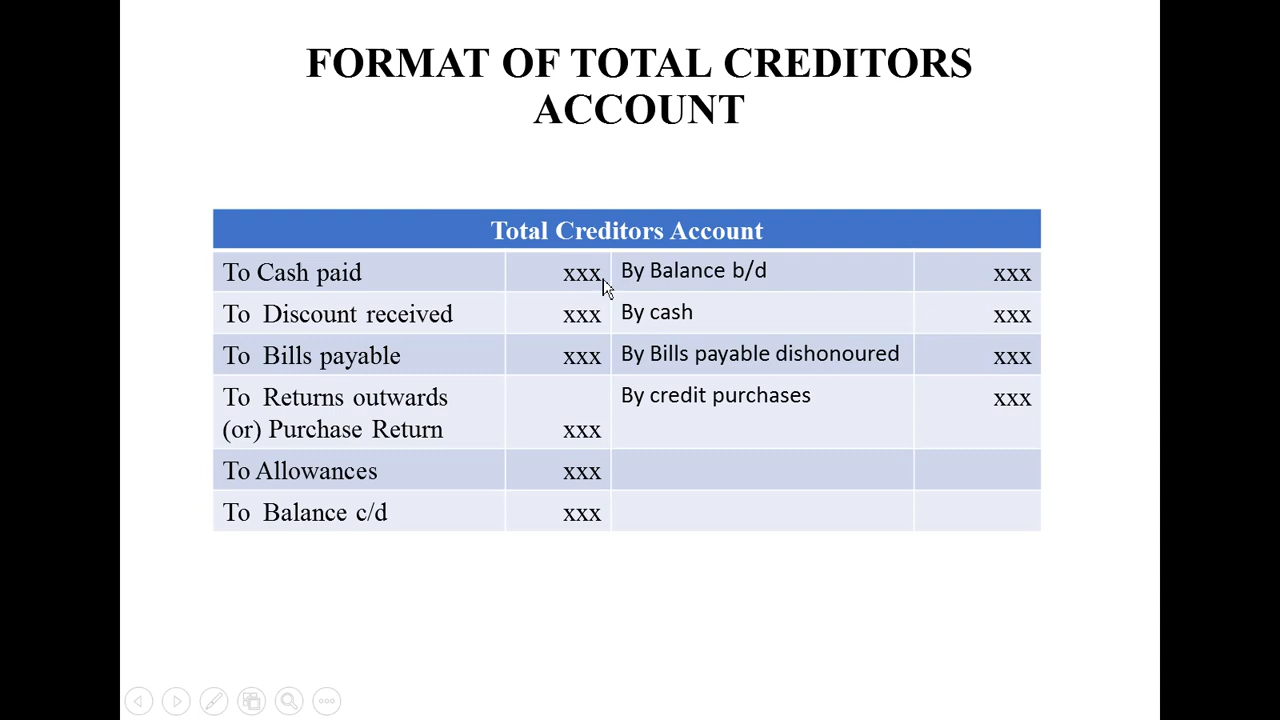 FORMAT OF TOTAL CREDITORS
ACCOUNT
Total Creditors Account
To Cash paid xxx By Balance b/d xxx
To Discount received xxx By cash xxx
To Bills payable xxx By Bills payable dishonoured xxx
To Returns outwards By credit purchases xxx
(or) Purchase Return xxx
To Allowances xxx
To Balance c/d xxx